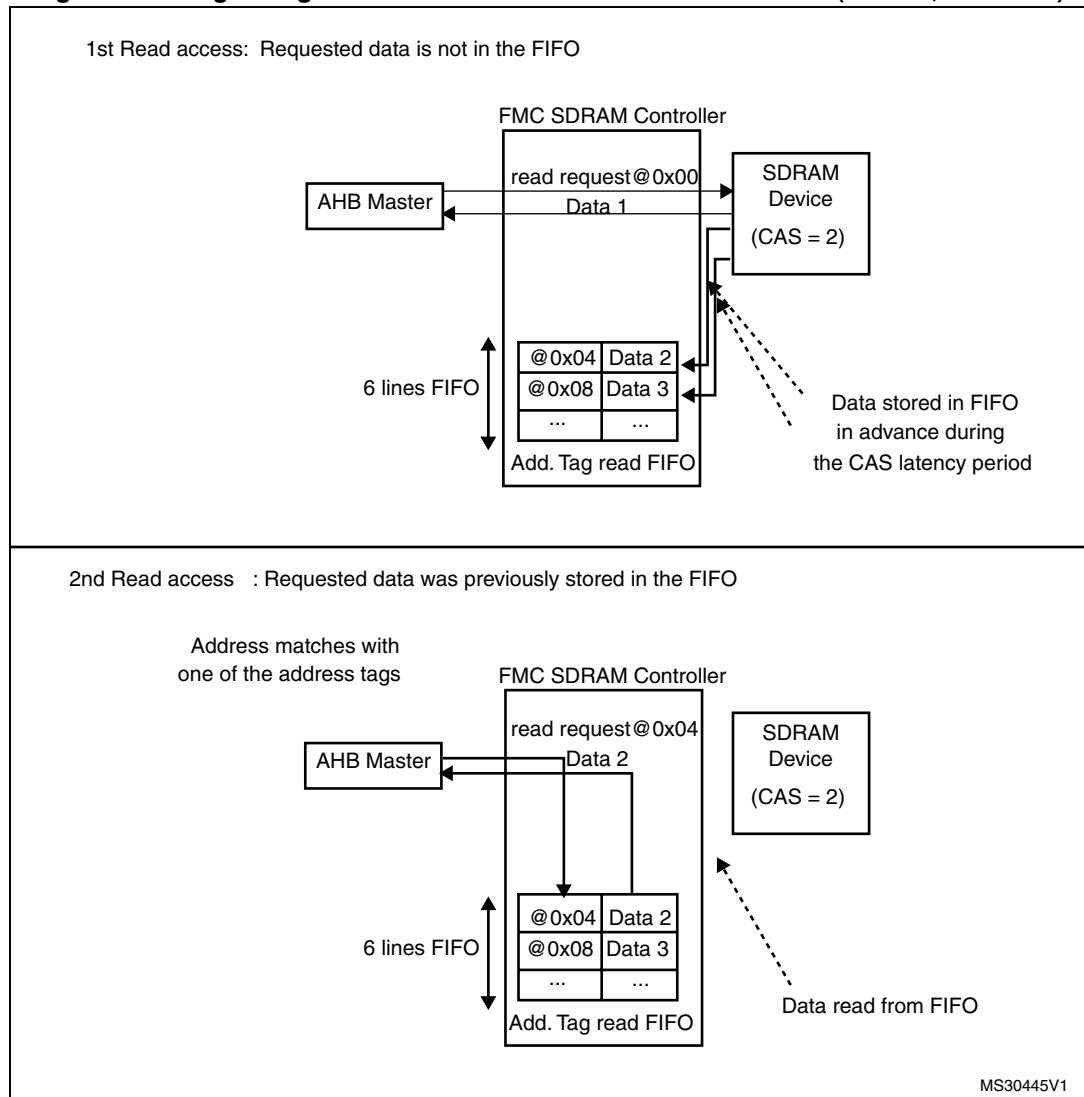 1st Read access: Requested data is not in the FIFO
FMC SDRAM Controller
read request@0x00
Data 1
AHB Master
SDRAM
Device
(CAS = 2)
@0x04 Data 2
@0x08 Data 3
... ...
6 lines FIFO
Add. Tag read FIFO
Data stored in FIFO
in advance during
the CAS latency period
2nd Read access : Requested data was previously stored in the FIFO
Address matches with
one of the address tags
FMC SDRAM Controller
read request@0x04
Data 2
AHB Master
SDRAM
Device
(CAS = 2)
@0x04 Data 2
@0x08 Data 3
... ...
6 lines FIFO
Add. Tag read FIFO
Data read from FIFO
MS30445V1